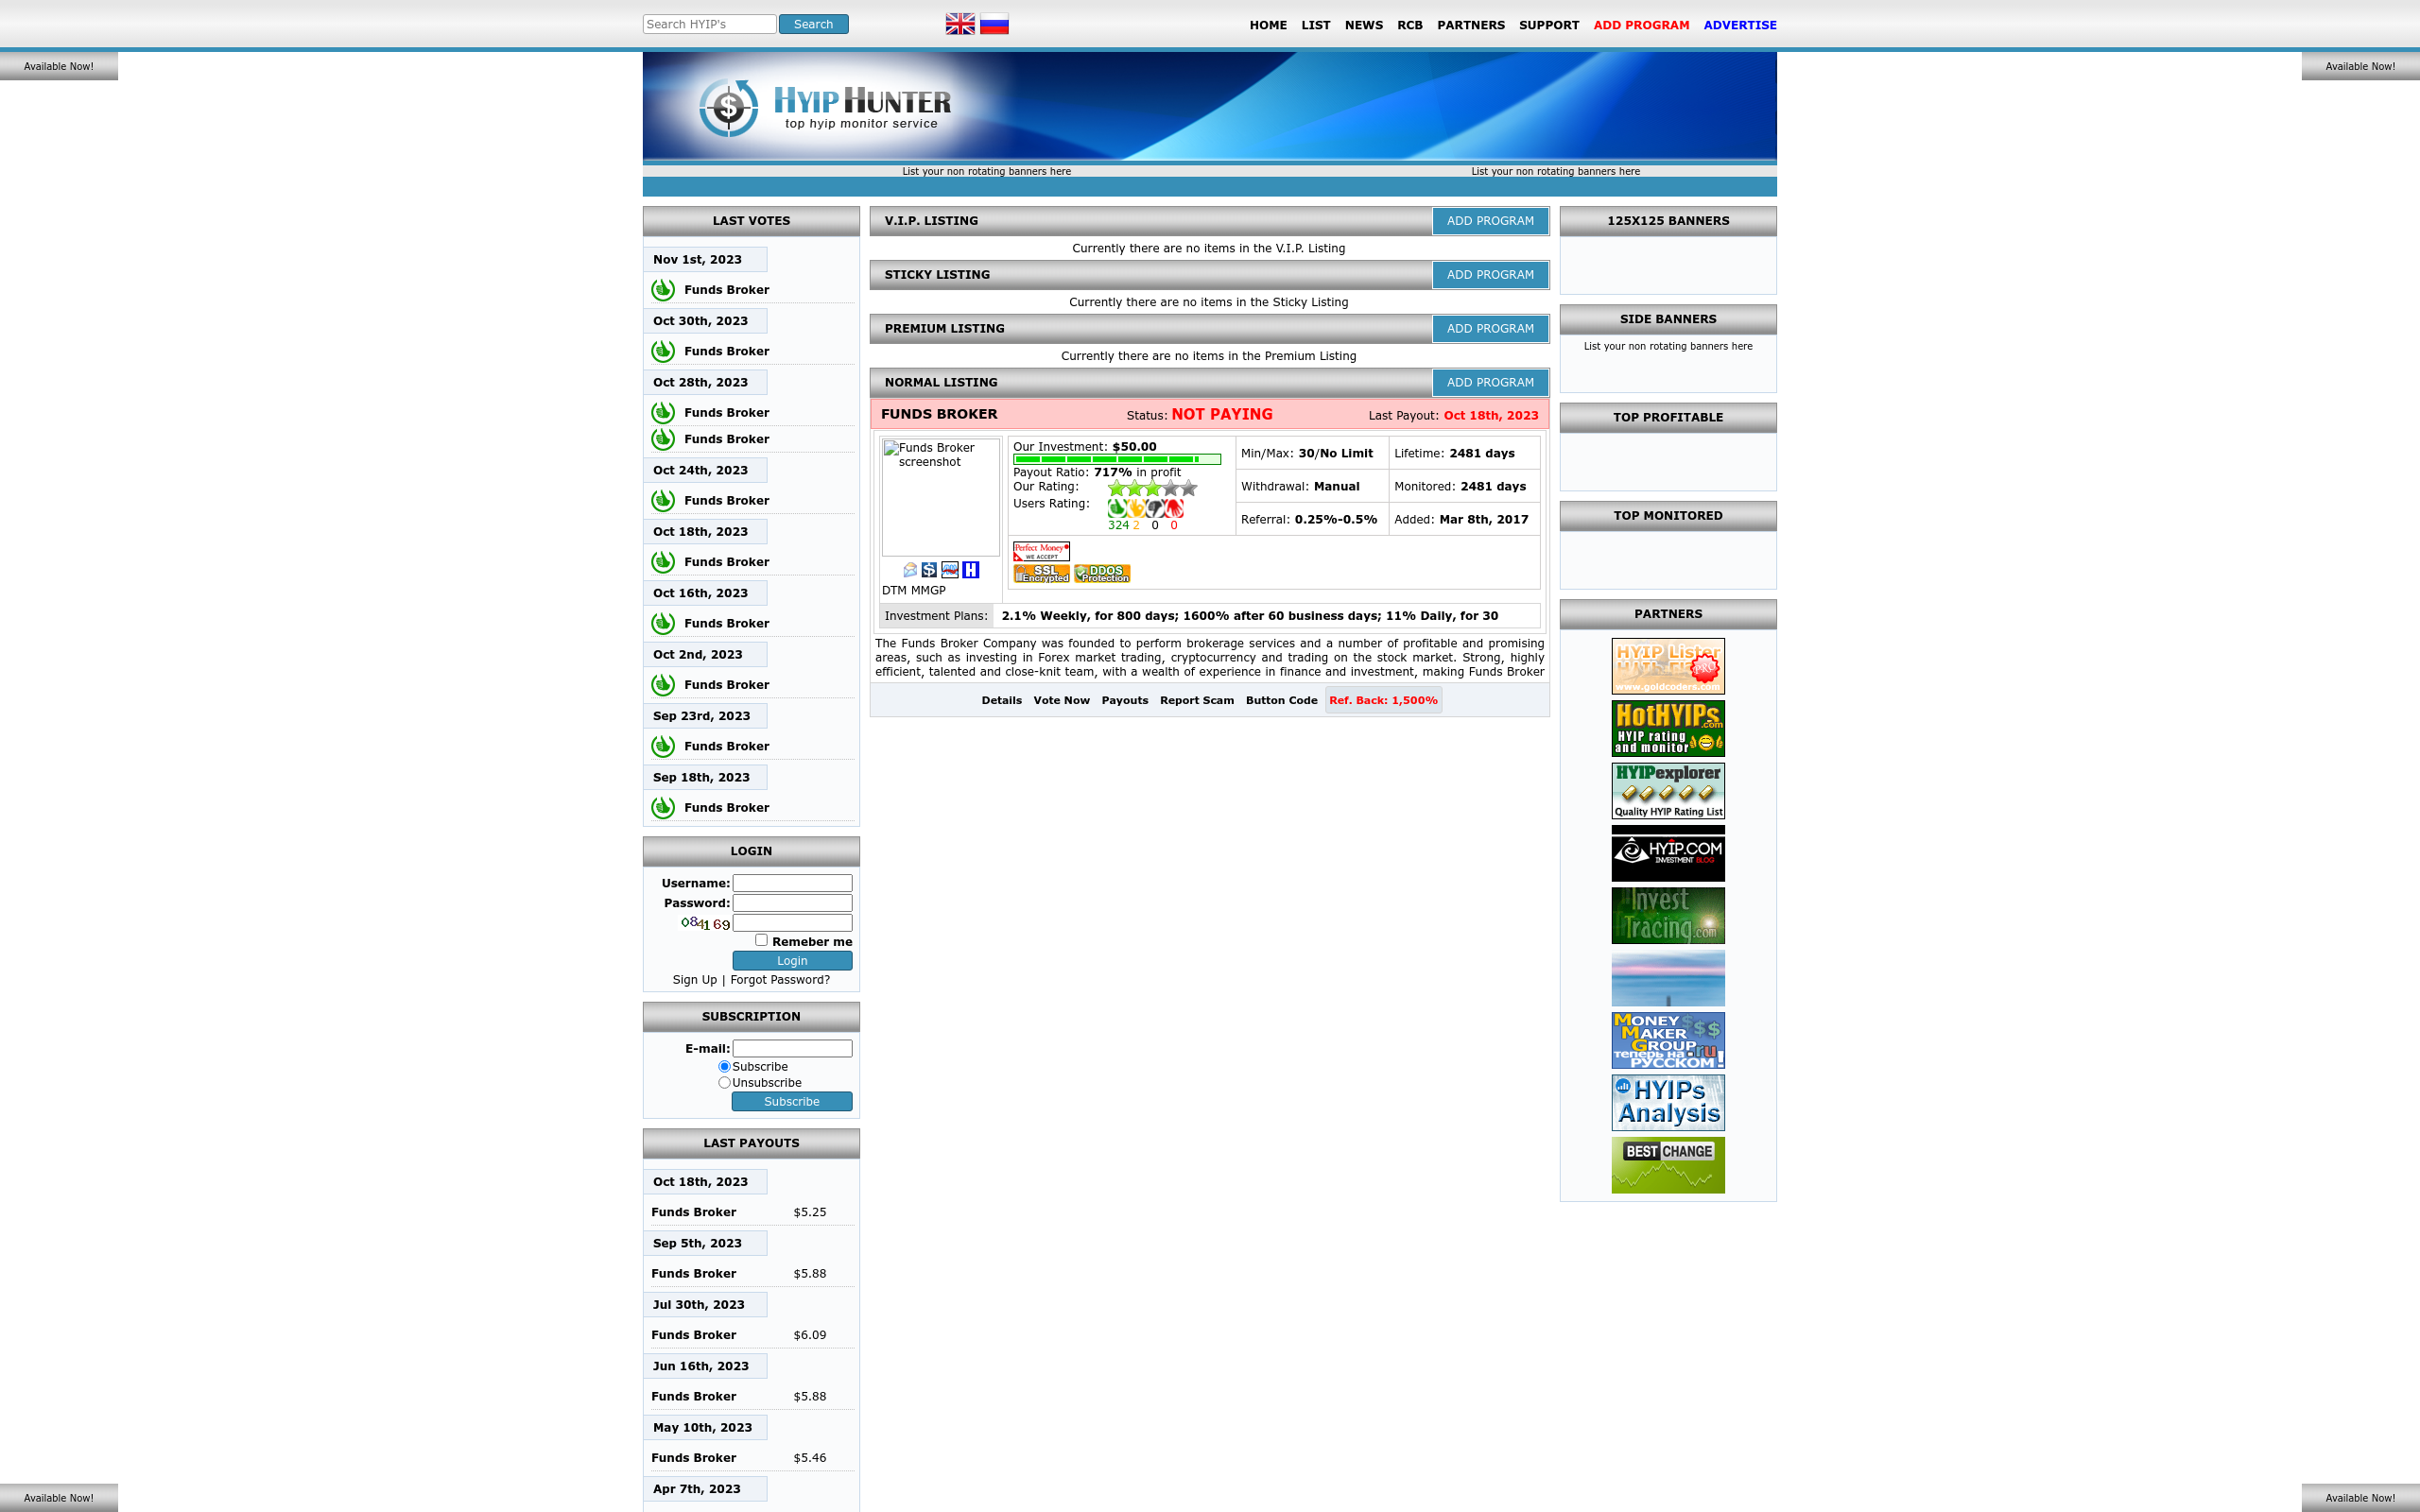 Search HYIP's
Search
HOME LIST NEWS RCB PARTNERS SUPPORT ADD PROGRAM ADVERTISE
Available Now!
Available Now!
HYIP HUNTER
top hyip monitor service
List your non rotating banners here
List your non rotating banners here
LAST VOTES
Nov 1st, 2023
Funds Broker
Oct 30th, 2023
Funds Broker
Oct 28th, 2023
Funds Broker
Funds Broker
Oct 24th, 2023
Funds Broker
Oct 18th, 2023
Funds Broker
Oct 16th, 2023
Funds Broker
Oct 2nd, 2023
Funds Broker
Sep 23rd, 2023
Funds Broker
Sep 18th, 2023
Funds Broker
LOGIN
Username:
Password:
084169
Remeber me
Login
Sign Up | Forgot Password?
SUBSCRIPTION
E-mail:
Subscribe
Unsubscribe
Subscribe
LAST PAYOUTS
Oct 18th, 2023
Funds Broker $5.25
Sep 5th, 2023
Funds Broker $5.88
Jul 30th, 2023
Funds Broker $6.09
Jun 16th, 2023
Funds Broker $5.88
May 10th, 2023
Funds Broker $5.46
Apr 7th, 2023
V.I.P. LISTING ADD PROGRAM
Currently there are no items in the V.I.P. Listing
STICKY LISTING ADD PROGRAM
Currently there are no items in the Sticky Listing
PREMIUM LISTING ADD PROGRAM
Currently there are no items in the Premium Listing
NORMAL LISTING ADD PROGRAM
FUNDS BROKER Status: NOT PAYING Last Payout: Oct 18th, 2023
Funds Broker
screenshot
DTM MMGP
Our Investment: $50.00
Payout Ratio: 717% in profit
Our Rating:
Users Rating:
324 2 0 0
Min/Max: 30/No Limit Lifetime: 2481 days
Withdrawal: Manual Monitored: 2481 days
Referral: 0.25%-0.5% Added: Mar 8th, 2017
Perfect Money
WE ACCEPT
SSL
Encrypted
DDOS
Protection
Investment Plans: 2.1% Weekly, for 800 days; 1600% after 60 business days; 11% Daily, for 30
The Funds Broker Company was founded to perform brokerage services and a number of profitable and promising
areas, such as investing in Forex market trading, cryptocurrency and trading on the stock market. Strong, highly
efficient, talented and close-knit team, with a wealth of experience in finance and investment, making Funds Broker
Details Vote Now Payouts Report Scam Button Code Ref. Back: 1,500%
125X125 BANNERS
SIDE BANNERS
List your non rotating banners here
TOP PROFITABLE
TOP MONITORED
PARTNERS
HYIP Lister
PRO
www.goldcoders.com
HotHYIPs
.com
HYIP rating
and monitor
HYIPexplorer
Quality HYIP Rating List
HYIP.COM
INVESTMENT BLOG
Invest
Tracing.com
MONEY $$$
MAKER
GROUP
теперь на .ru
РУССКОМ!
HYIPs
Analysis
BEST CHANGE
Available Now!
Available Now!